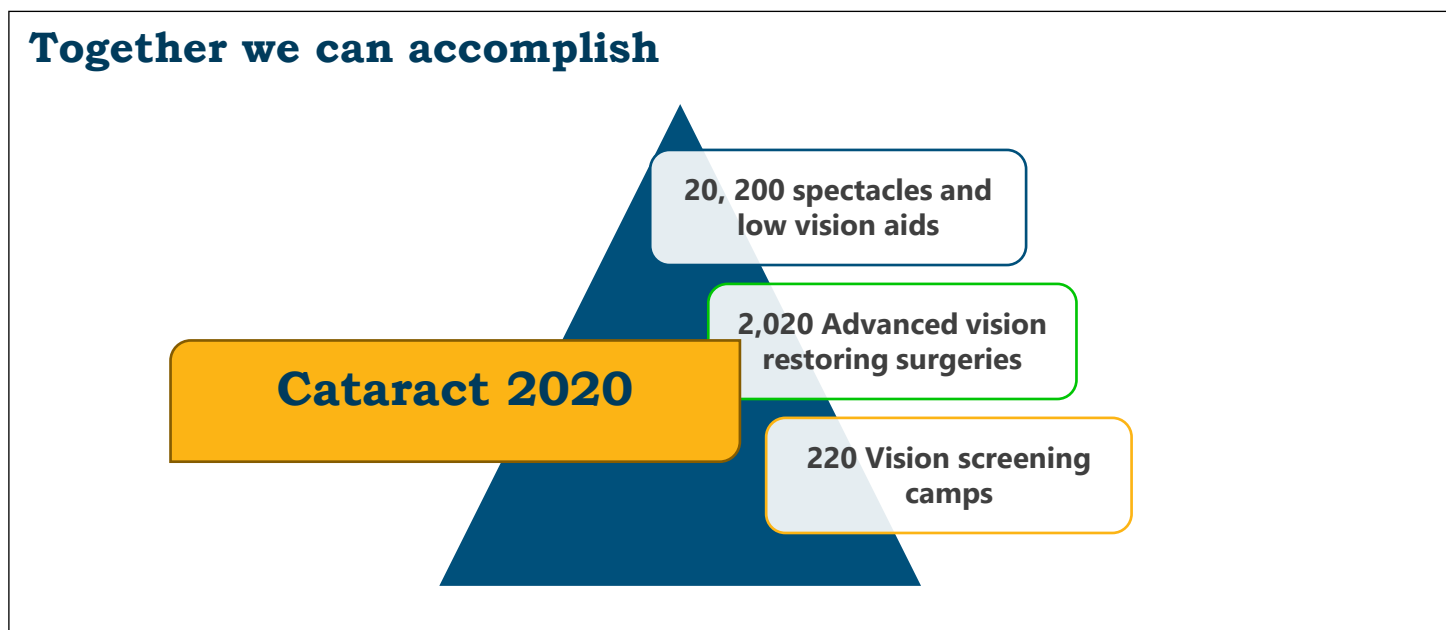 Together we can accomplish
20, 200 spectacles and
low vision aids
2,020 Advanced vision
restoring surgeries
Cataract 2020
220 Vision screening
camps